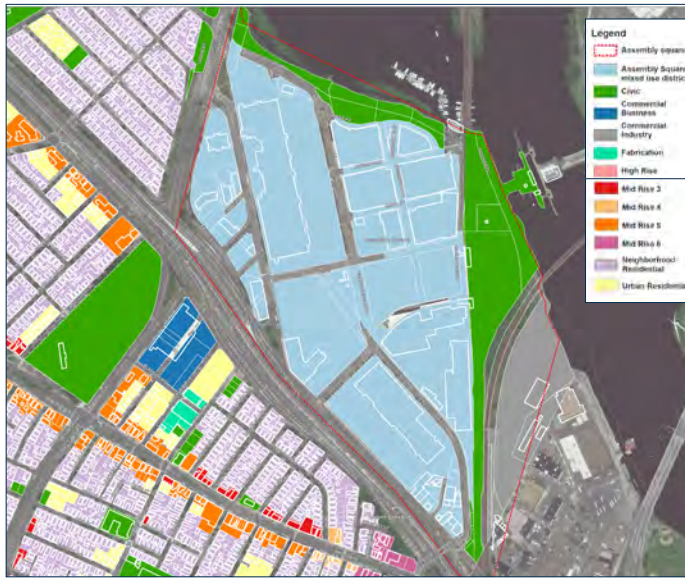 Legend
Assembly square
Assembly Square
mixed use district
Civic
Commercial
Business
Commercial
Industry
Fabrication
High Rise
Mid Rise 3
Mid Rise 4
Mid Rise 5
Mid Rise 6
Neighborhood
Residential
Urban Residential